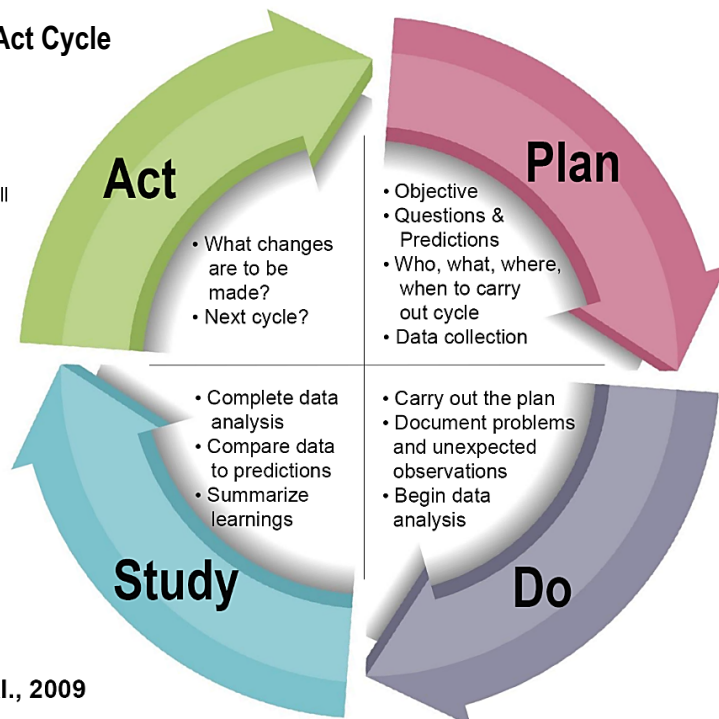 Act Cycle
ll
Act
• What changes
are to be
made?
• Next cycle?
Plan
• Objective
• Questions &
Predictions
• Who, what, where,
when to carry
out cycle
• Data collection
Study
• Complete data
analysis
• Compare data
to predictions
• Summarize
learnings
Do
• Carry out the plan
• Document problems
and unexpected
observations
• Begin data
analysis
l., 2009